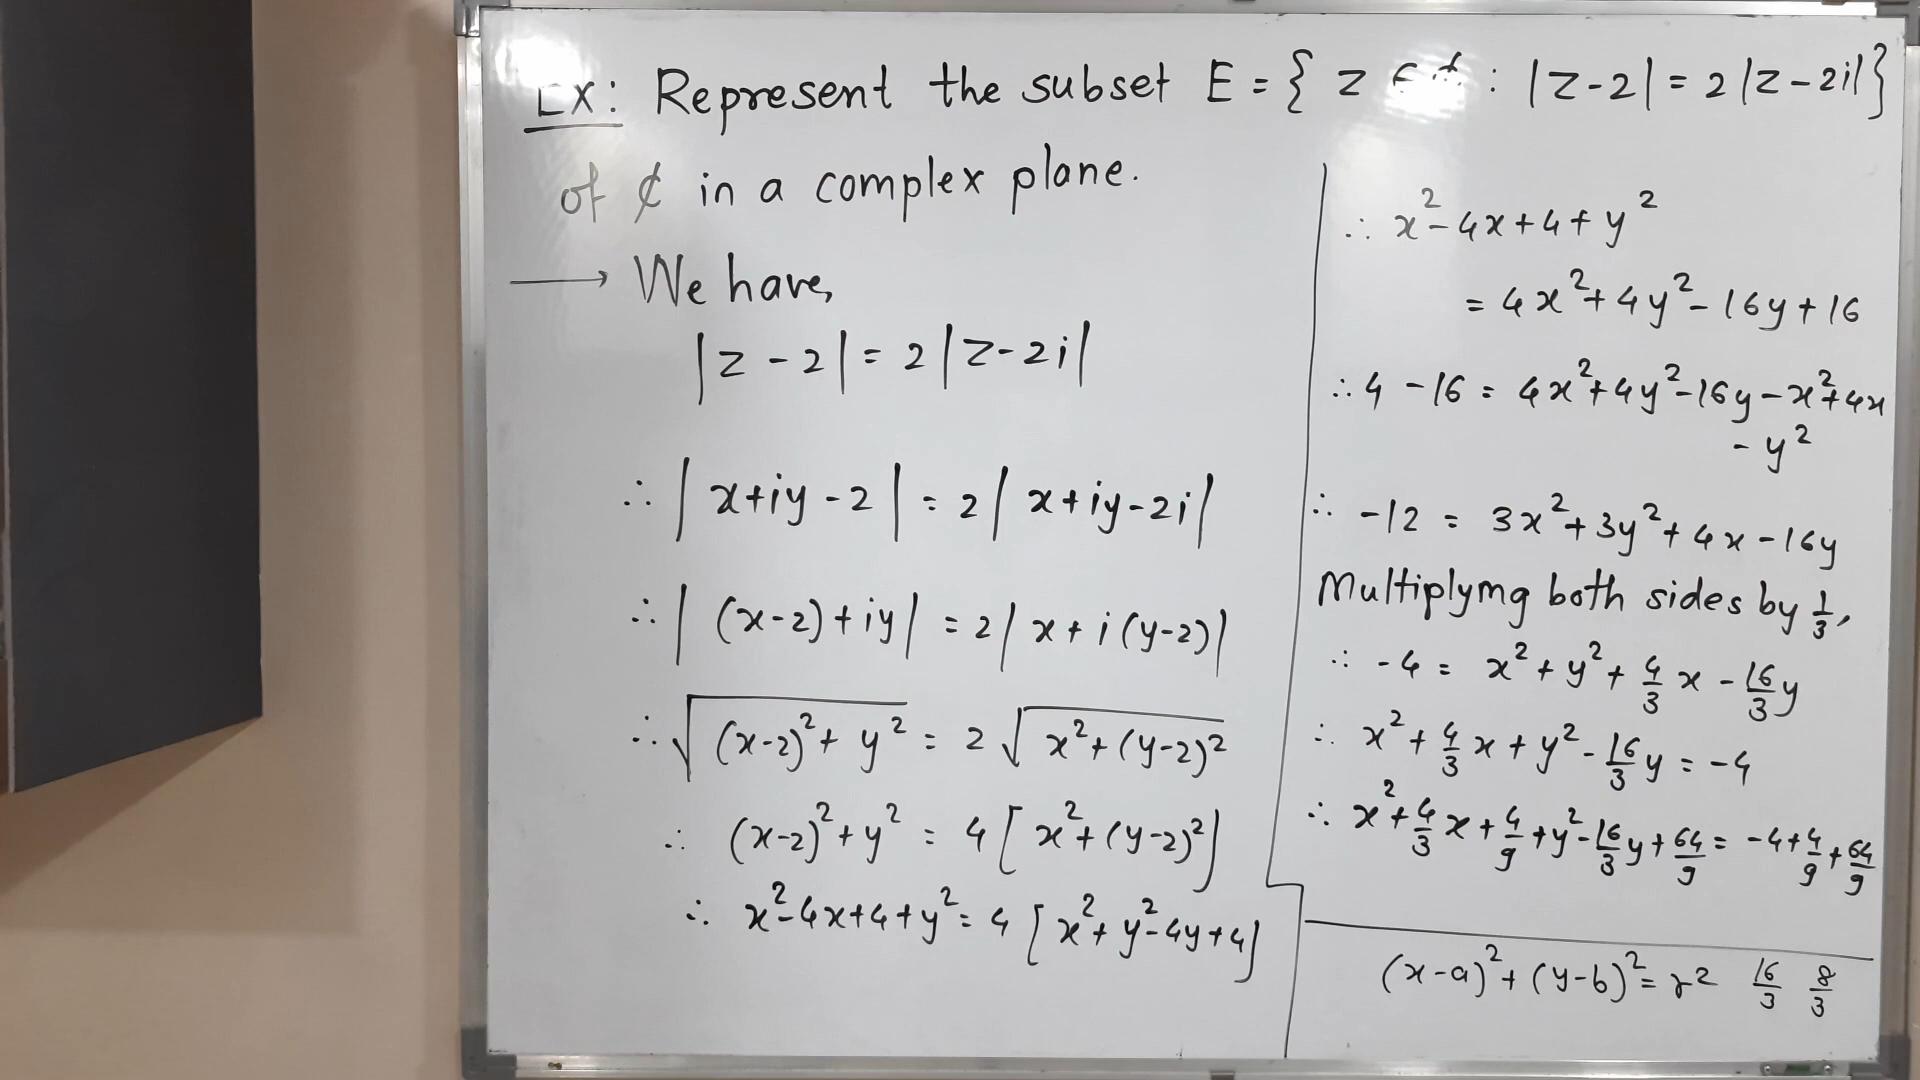 Ex: Represent the subset E = { z ∈ ₵ : |z-2| = 2|z-2i| }
of ₵ in a complex plane.
→ We have,
|z - 2| = 2|z-2i|
∴ | x+iy - 2 | = 2 | x+iy-2i |
∴ | (x-2)+iy | = 2 | x+i(y-2) |
∴ √((x-2)²+ y²) = 2 √(x²+(y-2)²)
∴ (x-2)²+y² = 4 [ x²+(y-2)² ]
∴ x²-4x+4+y² = 4 [ x²+y²-4y+4 ]
∴ x²-4x+4+y²
= 4x²+4y²-16y+16
∴ 4 -16 = 4x²+4y²-16y-x²+4x
- y²
∴ -12 = 3x²+3y²+4x-16y
Multiplying both sides by 1/3,
∴ -4 = x²+y²+ 4/3 x - 16/3 y
∴ x²+ 4/3 x + y² - 16/3 y = -4
∴ x²+ 4/3 x + 4/9 + y² - 16/3 y + 64/9 = -4+ 4/9 + 64/9
(x-a)²+(y-b)²= r² 16/3 8/3